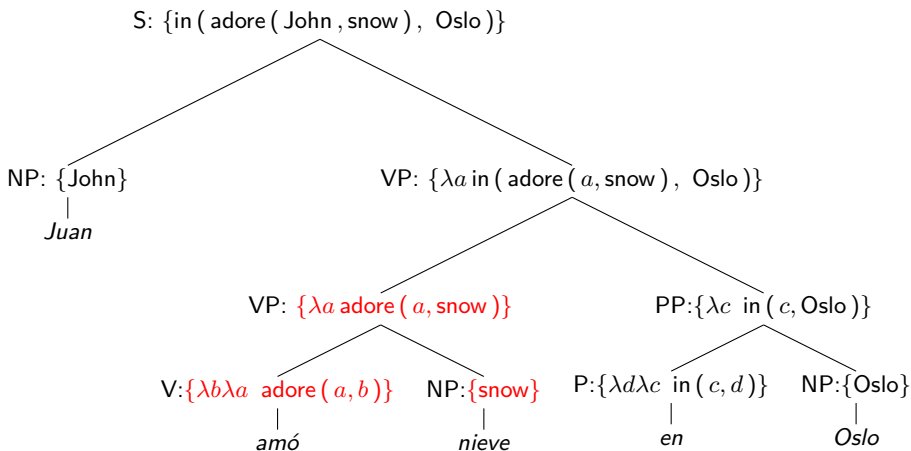 S: {in ( adore ( John , snow ) , Oslo )}
NP: {John} VP: {λa in ( adore ( a, snow ) , Oslo )}
Juan
VP: {λa adore ( a, snow )} PP:{λc in ( c, Oslo )}
V:{λbλa adore ( a, b )} NP:{snow} P:{λdλc in ( c, d )} NP:{Oslo}
amó nieve en Oslo